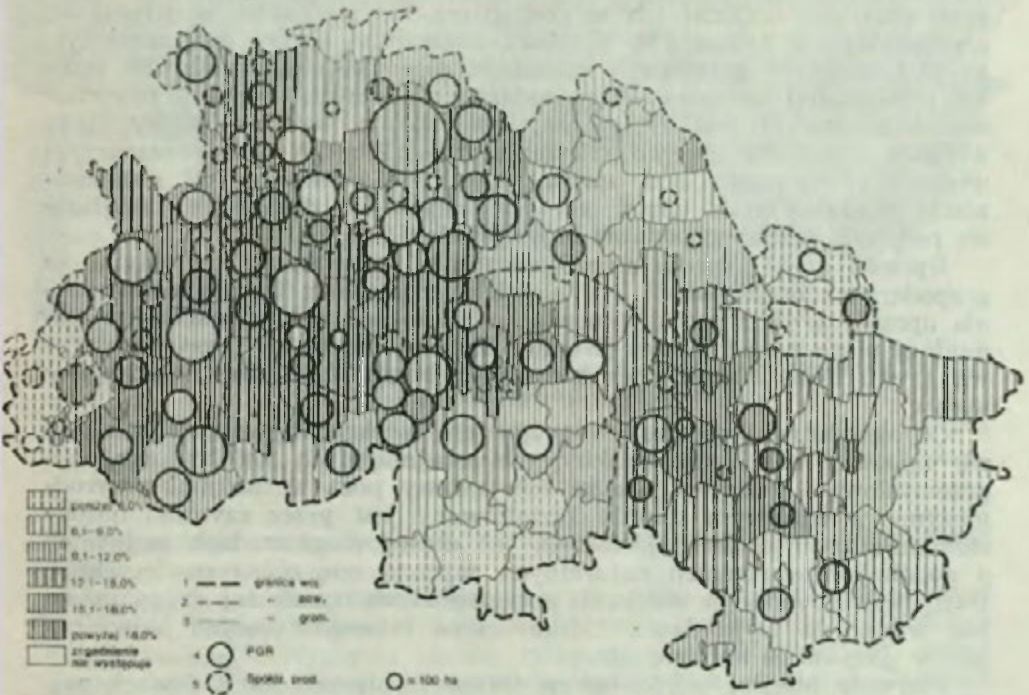 poniżej 6,0%
6,1-9,0%
9,1-12,0%
12,1-15,0%
15,1-18,0%
powyżej 18,0%
zagadnienie
nie występuje
1 granica woj.
2 " pow.
3 " grom.
4 PGR
5 Spółdz. prod.
= 100 ha